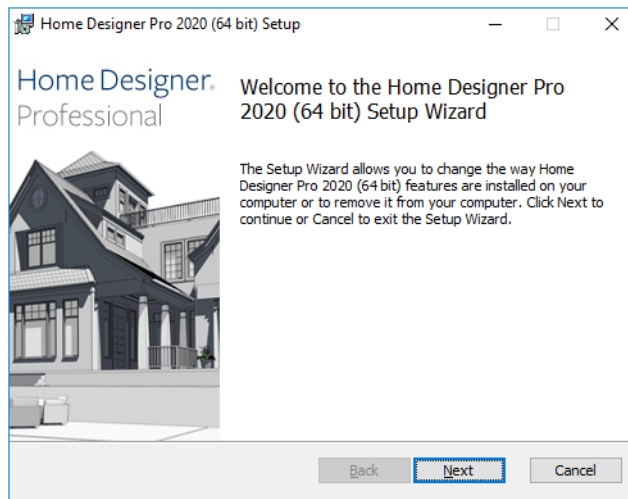 Home Designer Pro 2020 (64 bit) Setup
Home Designer®
Professional
Welcome to the Home Designer Pro
2020 (64 bit) Setup Wizard
The Setup Wizard allows you to change the way Home
Designer Pro 2020 (64 bit) features are installed on your
computer or to remove it from your computer. Click Next to
continue or Cancel to exit the Setup Wizard.
Back
Next
Cancel